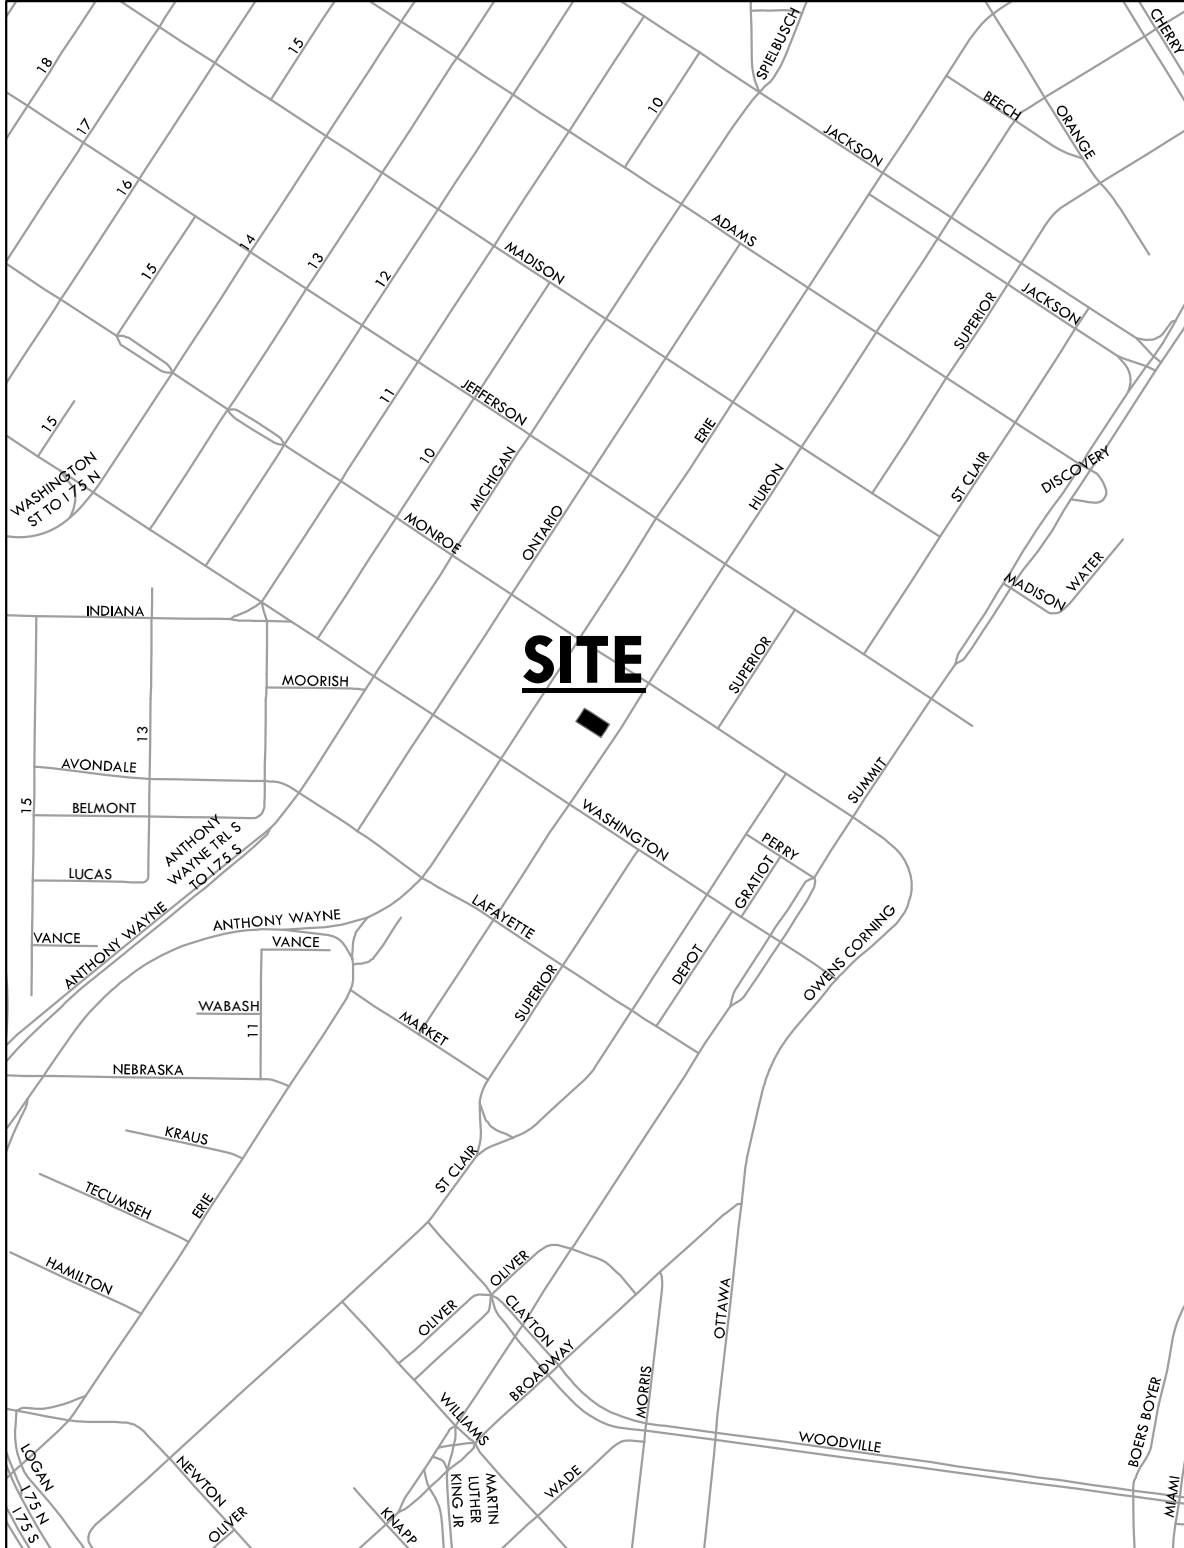 SPIELBUSCH
CHERRY
15
18
10
BEECH
ORANGE
17
JACKSON
16
ADAMS
14
MADISON
13
15
12
JACKSON
SUPERIOR
11
JEFFERSON
15
ERIE
10
MICHIGAN
HURON
ST CLAIR
DISCOVERY
WASHINGTON
ST TO I 75 N
MONROE
ONTARIO
MADISON
WATER
INDIANA
SITE
SUPERIOR
MOORISH
13
AVONDALE
SUMMIT
15
BELMONT
WASHINGTON
PERRY
ANTHONY
WAYNE TRL S
TO I 75 S
GRATIOT
LUCAS
ANTHONY WAYNE
ANTHONY WAYNE
LAFAYETTE
OWENS CORNING
VANCE
VANCE
DEPOT
SUPERIOR
WABASH
11
MARKET
NEBRASKA
KRAUS
ST CLAIR
TECUMSEH
ERIE
HAMILTON
OLIVER
OLIVER
CLAYTON
OTTAWA
BROADWAY
MORRIS
WILLIAMS
BOERS BOYER
WOODVILLE
LOGAN
NEWTON
WADE
MARTIN
LUTHER
KING JR
MIAMI
I 75 N
I 75 S
OLIVER
KNAPP